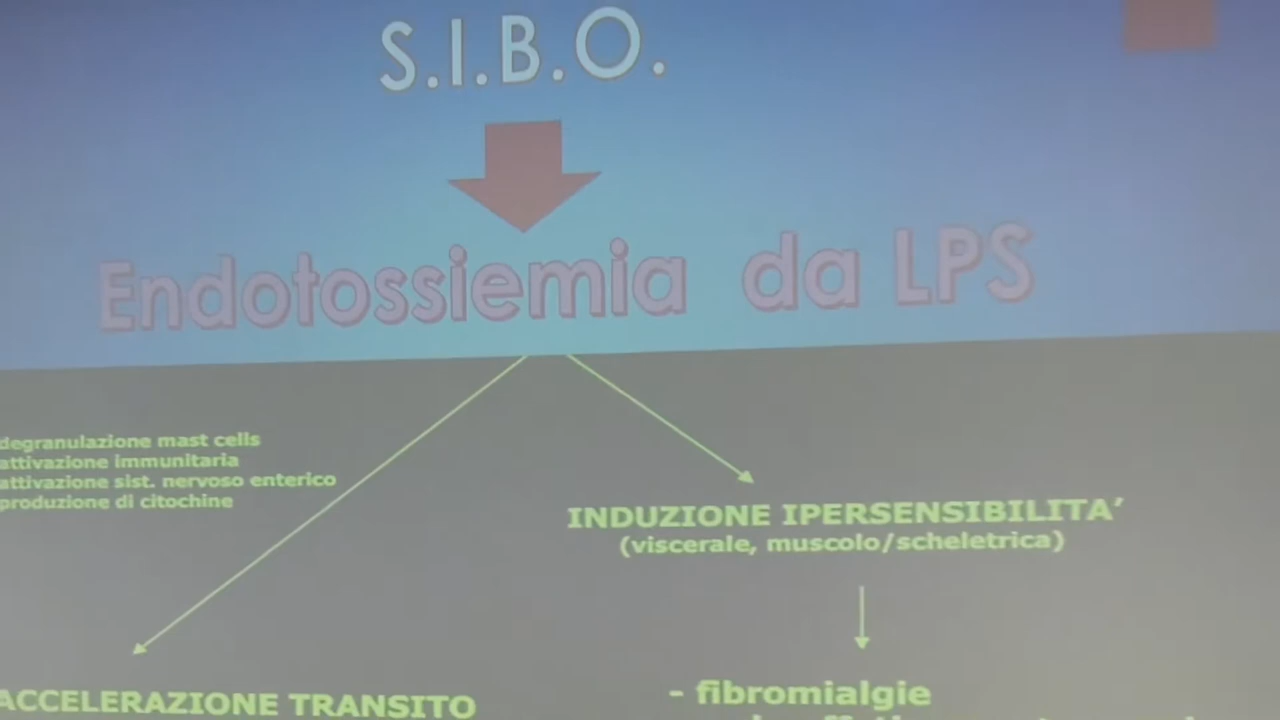 S.I.B.O.
Endotossiemia da LPS
degranulazione mast cells
attivazione immunitaria
attivazione sist. nervoso enterico
produzione di citochine
INDUZIONE IPERSENSIBILITA’
(viscerale, muscolo/scheletrica)
ACCELERAZIONE TRANSITO
- fibromialgie